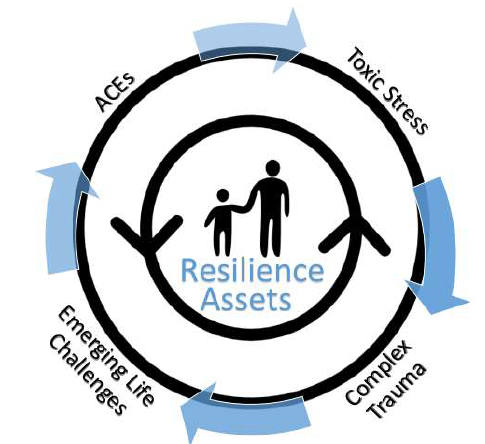 ACEs
Toxic Stress
Resilience
Assets
Emerging Life
Challenges
Complex
Trauma